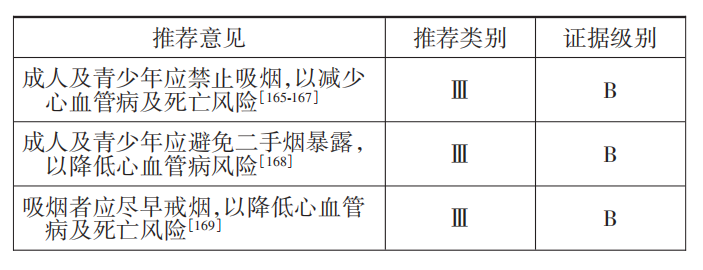 推荐意见 推荐类别 证据级别
成人及青少年应禁止吸烟,以减少
心血管病及死亡风险[165-167] Ⅲ B
成人及青少年应避免二手烟暴露,
以降低心血管病风险[168] Ⅲ B
吸烟者应尽早戒烟,以降低心血管
病及死亡风险[169] Ⅲ B